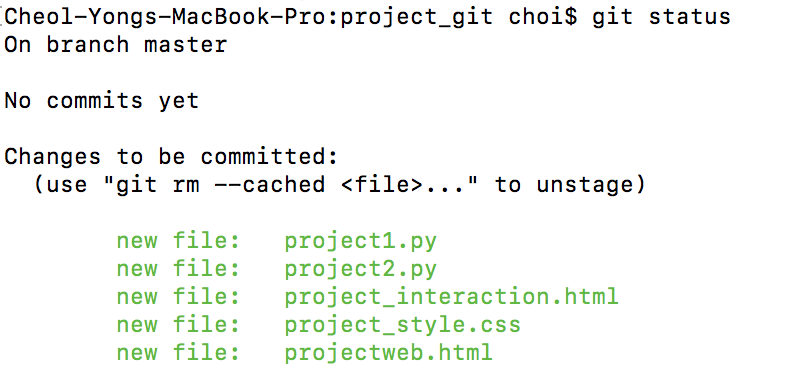 Cheol-Yongs-MacBook-Pro:project_git choi$ git status
On branch master
No commits yet
Changes to be committed:
(use "git rm --cached <file>..." to unstage)
new file: project1.py
new file: project2.py
new file: project_interaction.html
new file: project_style.css
new file: projectweb.html